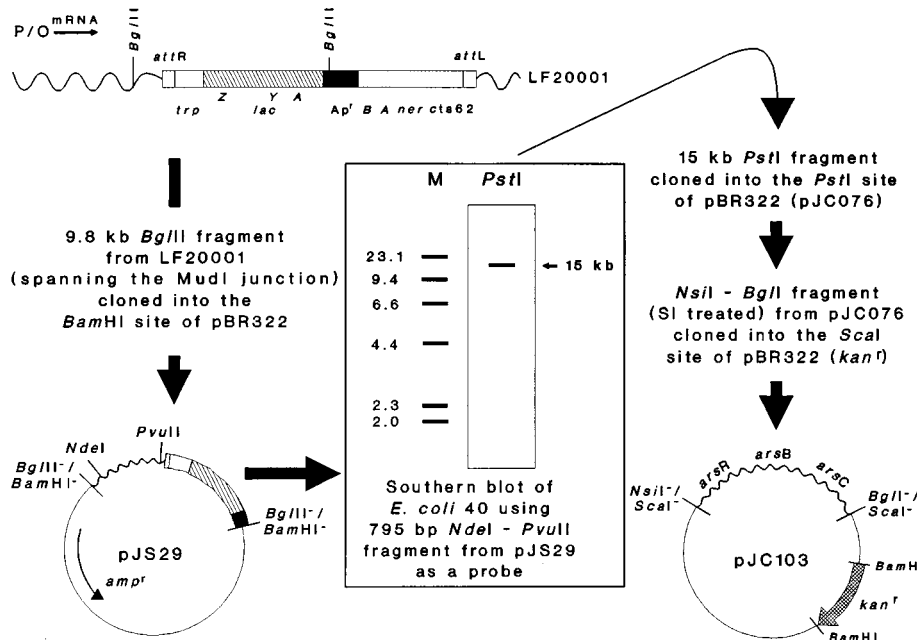 P/O mRNA
BglII
BglII
attR
attL
LF20001
Z Y A
trp lac Apr B A ner cts62
9.8 kb BglII fragment
from LF20001
(spanning the MudI junction)
cloned into the
BamHI site of pBR322
NdeI
PvuII
BglII-/
BamHI-
BglII-/
BamHI-
pJS29
ampr
M PstI
23.1
9.4
6.6
4.4
2.3
2.0
15 kb
Southern blot of
E. coli 40 using
795 bp NdeI - PvuII
fragment from pJS29
as a probe
15 kb PstI fragment
cloned into the PstI site
of pBR322 (pJC076)
NsiI - BglI fragment
(SI treated) from pJC076
cloned into the ScaI
site of pBR322 (kanr)
arsR
arsB
arsC
NsiI-/
ScaI-
BglI-/
ScaI-
pJC103
BamH
kanr
BamHI